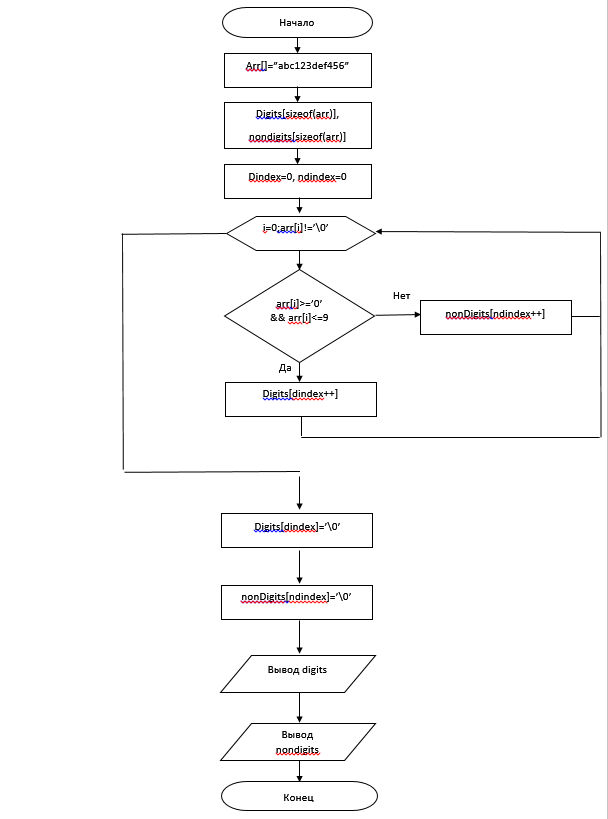 Начало
Arr[]="abc123def456"
Digits[sizeof(arr)],
nondigits[sizeof(arr)]
Dindex=0, ndindex=0
i=0;arr[i]!='\0'
arr[i]>='0'
&& arr[i]<=9
Нет
nonDigits[ndindex++]
Да
Digits[dindex++]
Digits[dindex]='\0'
nonDigits[ndindex]='\0'
Вывод digits
Вывод
nondigits
Конец